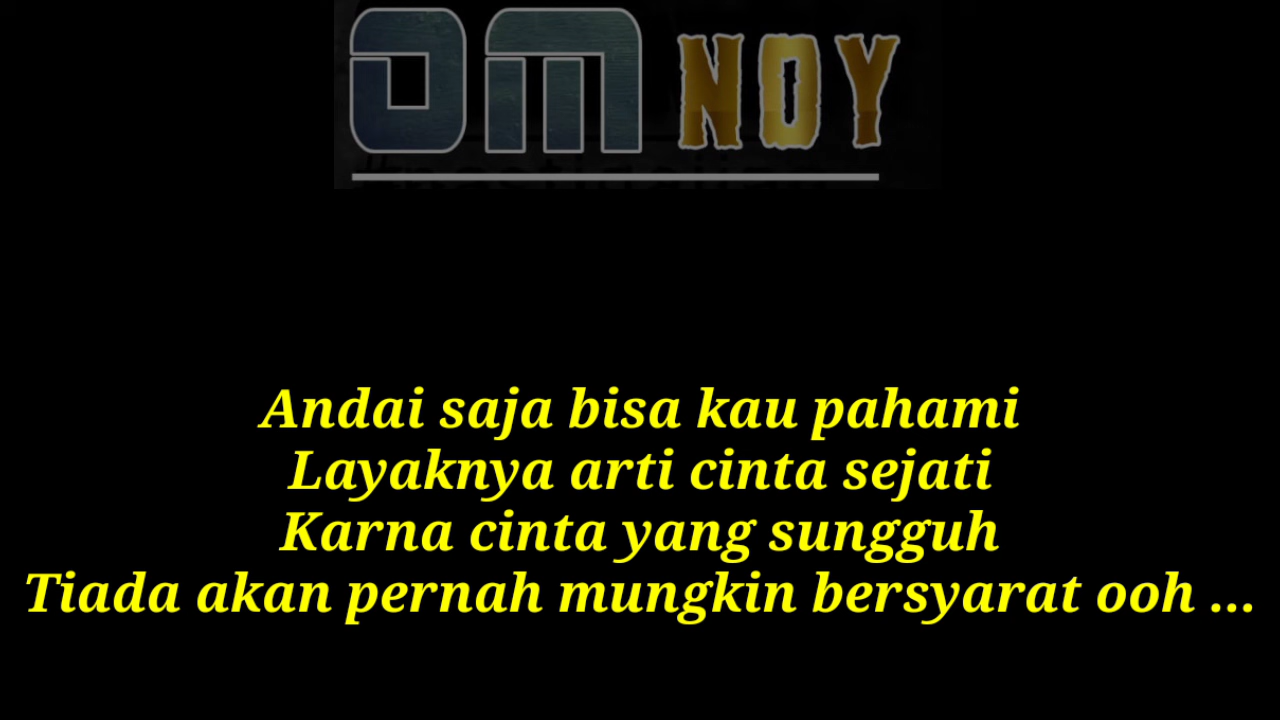 OM NOY
Andai saja bisa kau pahami
Layaknya arti cinta sejati
Karna cinta yang sungguh
Tiada akan pernah mungkin bersyarat ooh ...